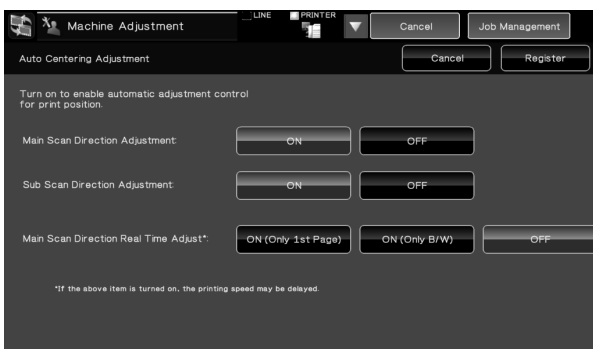 Machine Adjustment
LINE
PRINTER
Cancel
Job Management
Auto Centering Adjustment
Cancel
Register
Turn on to enable automatic adjustment control
for print position.
Main Scan Direction Adjustment:
ON
OFF
Sub Scan Direction Adjustment:
ON
OFF
Main Scan Direction Real Time Adjust*:
ON (Only 1st Page)
ON (Only B/W)
OFF
*If the above item is turned on, the printing speed may be delayed.